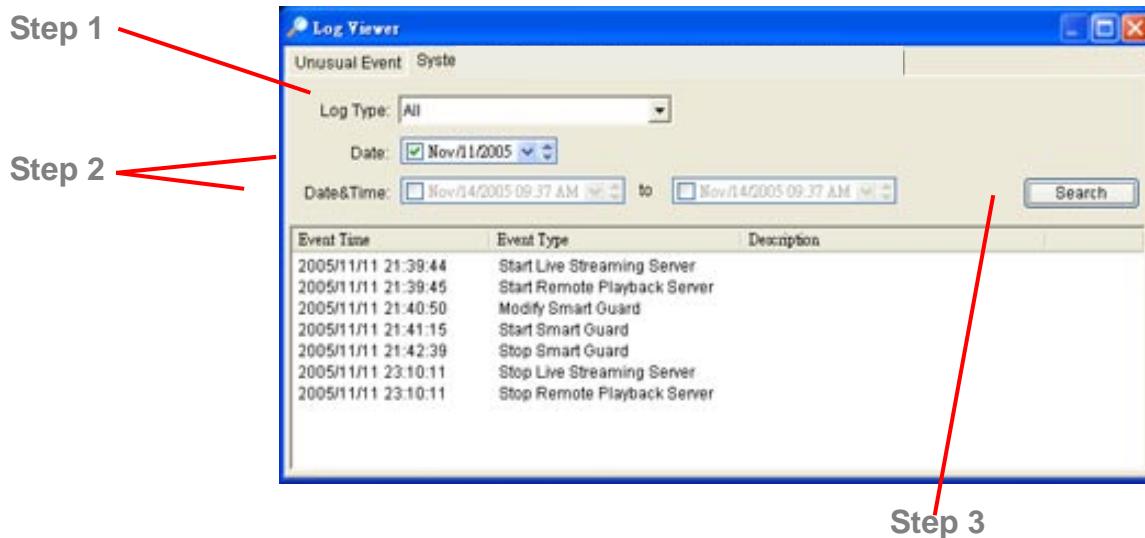 Step 1
Log Viewer
Unusual Event Syste
Log Type: All
Step 2
Date: Nov/11/2005
Date&Time: Nov/14/2005 09:37 AM to Nov/14/2005 09:37 AM Search
Event Time Event Type Description
2005/11/11 21:39:44 Start Live Streaming Server
2005/11/11 21:39:45 Start Remote Playback Server
2005/11/11 21:40:50 Modify Smart Guard
2005/11/11 21:41:15 Start Smart Guard
2005/11/11 21:42:39 Stop Smart Guard
2005/11/11 23:10:11 Stop Live Streaming Server
2005/11/11 23:10:11 Stop Remote Playback Server
Step 3